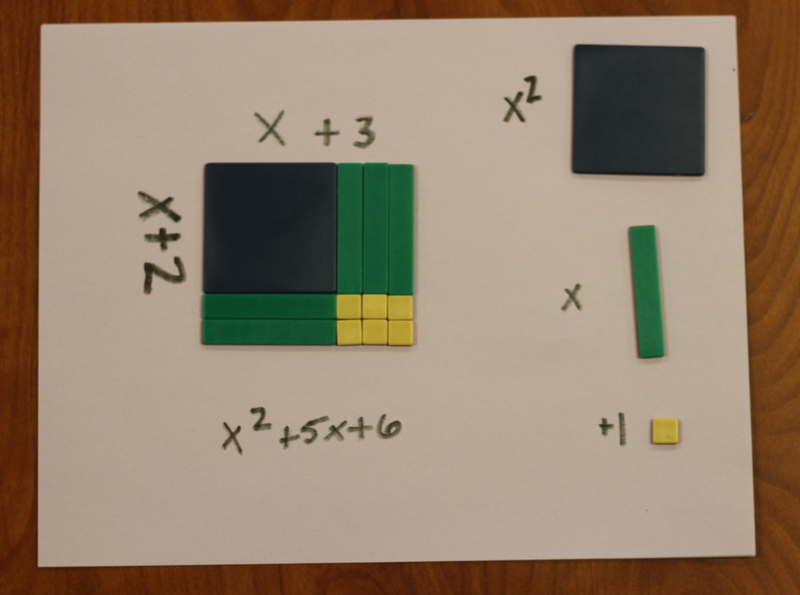 x + 3
x+2
x²+5x+6
x²
x
+1